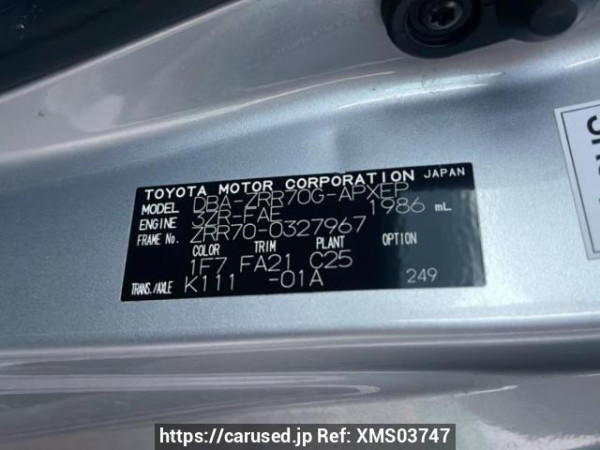 TOYOTA MOTOR CORPORATION JAPAN
MODEL DBA-ZRR70G-APXEP
ENGINE 3ZR-FAE 1986 mL
FRAME No. ZRR70-0327967
COLOR TRIM PLANT OPTION
1F7 FA21 C25
TRANS./AXLE K111 -01A 249
https://carused.jp Ref: XMS03747